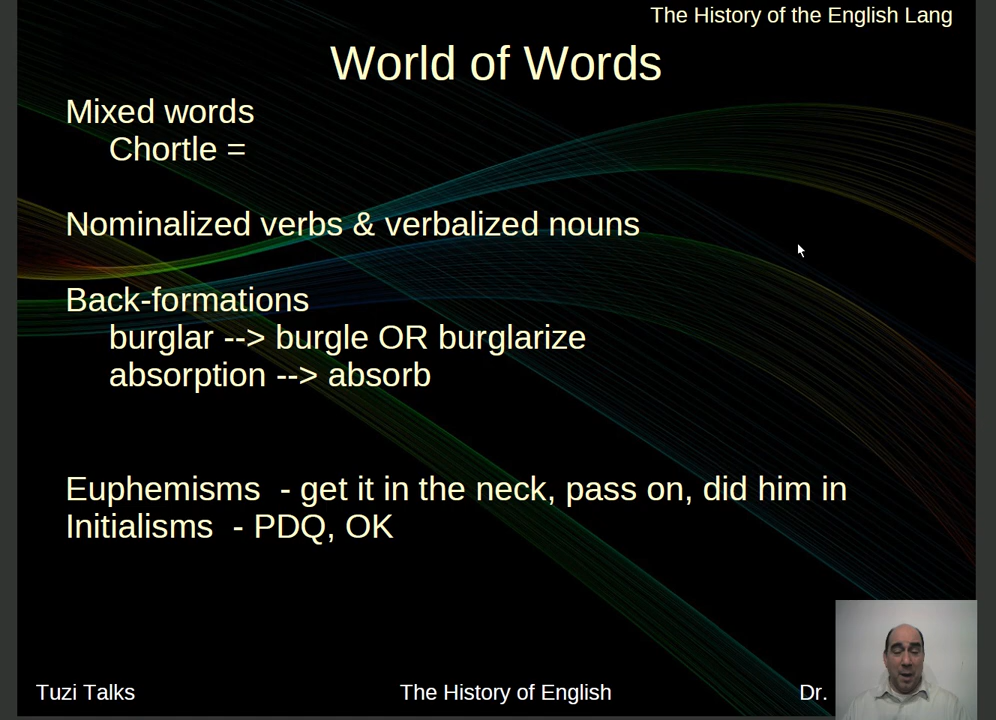 The History of the English Lang
World of Words
Mixed words
Chortle =
Nominalized verbs & verbalized nouns
Back-formations
burglar --> burgle OR burglarize
absorption --> absorb
Euphemisms - get it in the neck, pass on, did him in
Initialisms - PDQ, OK
Tuzi Talks
The History of English
Dr.